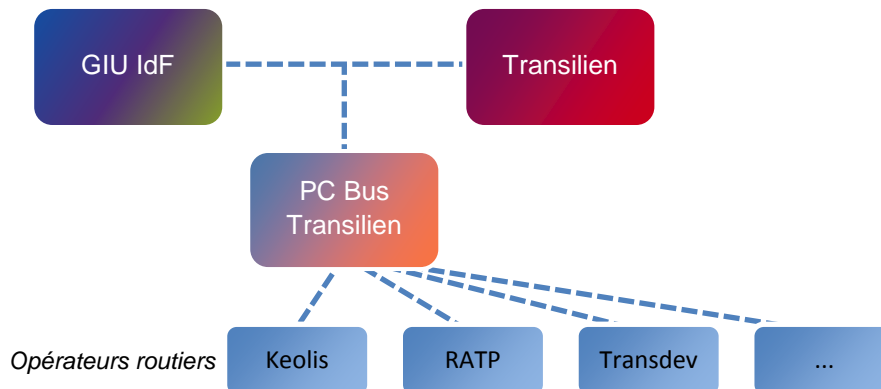 GIU IdF
Transilien
PC Bus
Transilien
Opérateurs routiers
Keolis
RATP
Transdev
...